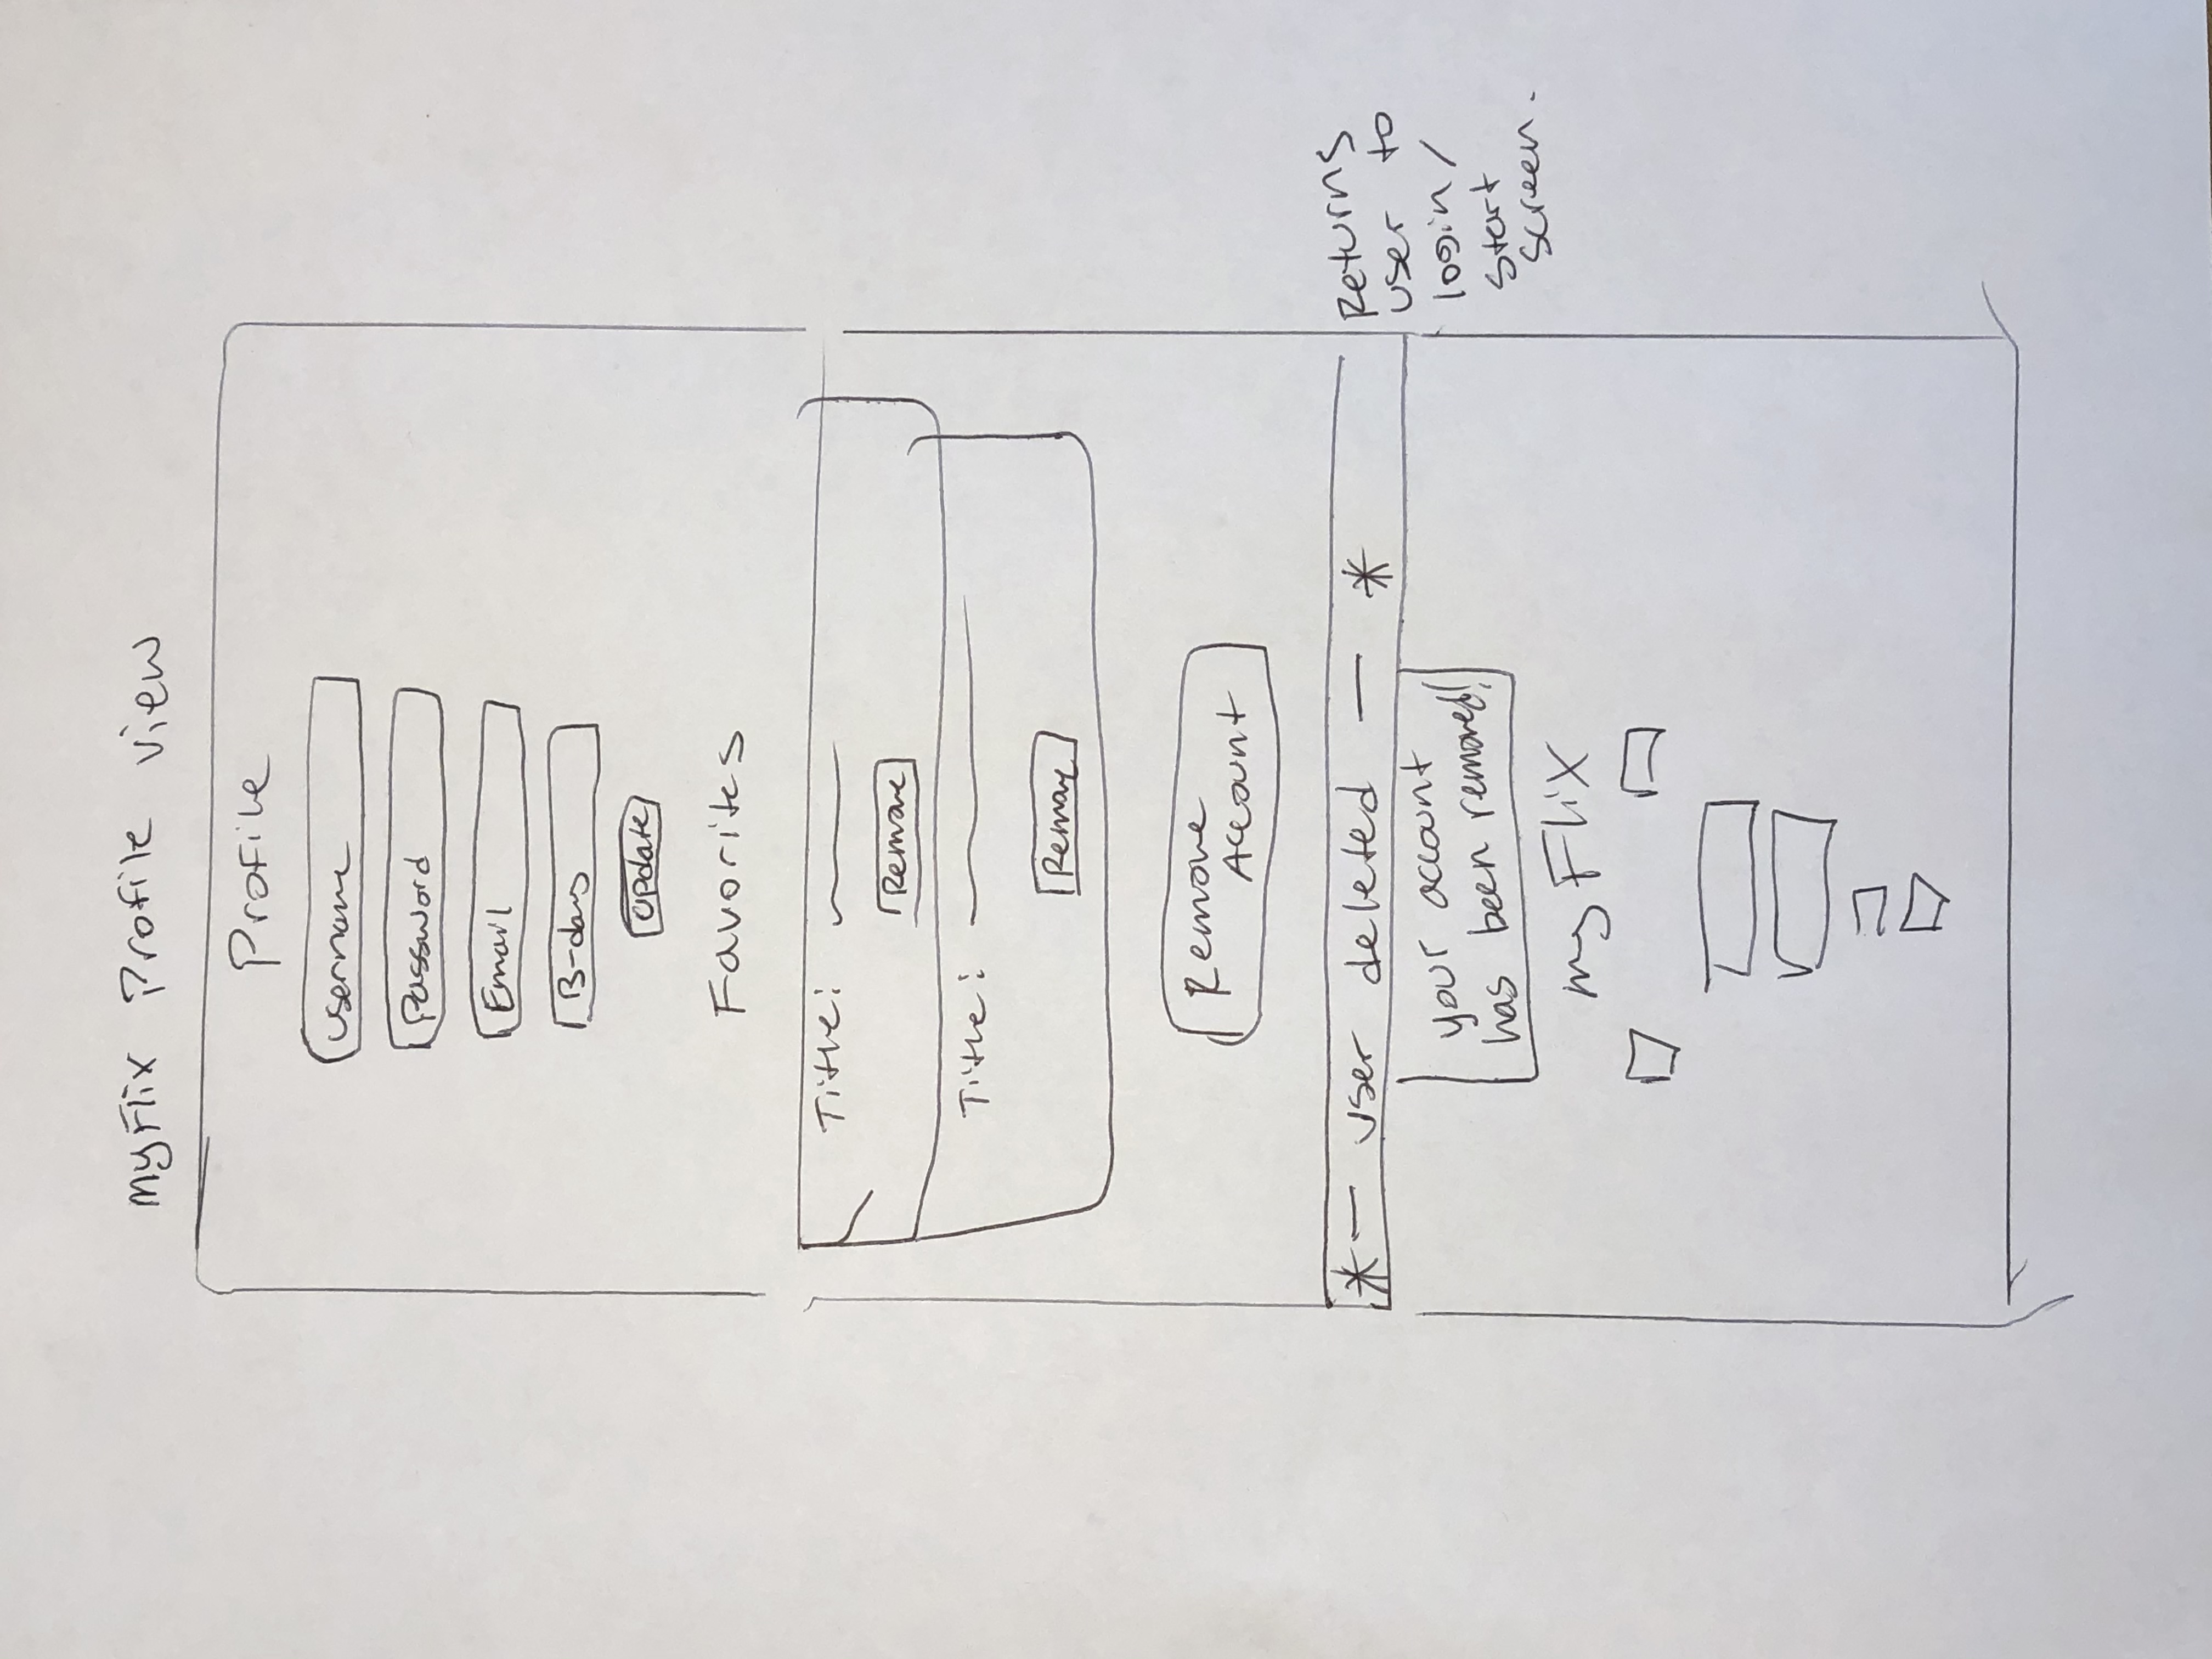 myFlix Profile view
Profile
username
Password
Email
B-day
Update
Favorites
Title:
Remove
Title:
Remove
Remove
Account
*— user deleted — *
your account
has been removed!
myFlix
Returns
user to
login/
start
screen.